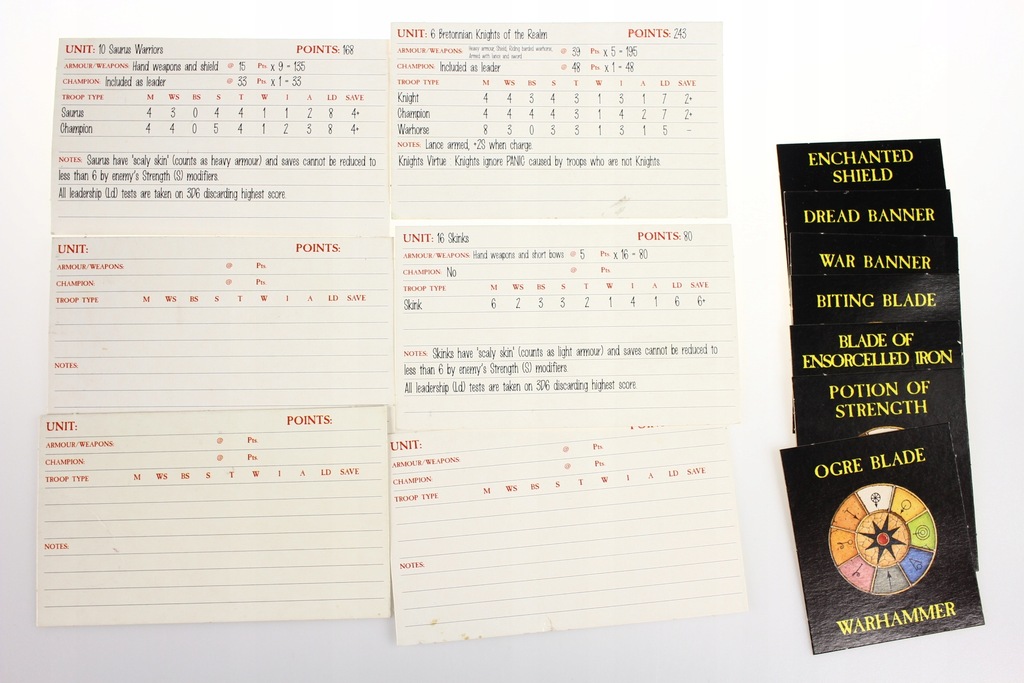 UNIT: 10 Saurus Warriors POINTS: 168
ARMOUR/WEAPONS: Hand weapons and shield @ 15 Pts. x 9 - 135
CHAMPION: Included as leader @ 33 Pts. x 1 - 33
TROOP TYPE M WS BS S T W I A LD SAVE
Saurus 4 3 0 4 4 1 1 2 8 4+
Champion 4 4 0 5 4 1 2 3 8 4+
NOTES: Saurus have 'scaly skin' (counts as heavy armour) and saves cannot be reduced to
less than 6 by enemy's Strength (S) modifiers.
All leadership (Ld) tests are taken on 3D6 discarding highest score.
UNIT: 6 Bretonnian Knights of the Realm POINTS: 243
ARMOUR/WEAPONS: Heavy armour, Shield, Riding barded warhorse, @ 39 Pts. x 5 - 195
Armed with lance and sword
CHAMPION: Included as leader @ 48 Pts. x 1 - 48
TROOP TYPE M WS BS S T W I A LD SAVE
Knight 4 4 3 4 3 1 3 1 7 2+
Champion 4 4 4 4 3 1 4 2 7 2+
Warhorse 8 3 0 3 3 1 3 1 5 -
NOTES: Lance armed, +2S when charge.
Knights Virtue : Knights ignore PANIC caused by troops who are not Knights.
UNIT: POINTS:
ARMOUR/WEAPONS: @ Pts.
CHAMPION: @ Pts.
TROOP TYPE M WS BS S T W I A LD SAVE
NOTES:
UNIT: 16 Skinks POINTS: 80
ARMOUR/WEAPONS: Hand weapons and short bows @ 5 Pts. x 16 - 80
CHAMPION: No @ Pts.
TROOP TYPE M WS BS S T W I A LD SAVE
Skink 6 2 3 3 2 1 4 1 6 6+
NOTES: Skinks have 'scaly skin' (counts as light armour) and saves cannot be reduced to
less than 6 by enemy's Strength (S) modifiers.
All leadership (Ld) tests are taken on 3D6 discarding highest score.
UNIT: POINTS:
ARMOUR/WEAPONS: @ Pts.
CHAMPION: @ Pts.
TROOP TYPE M WS BS S T W I A LD SAVE
NOTES:
UNIT:
ARMOUR/WEAPONS: @ Pts.
CHAMPION @ Pts.
TROOP TYPE M WS BS S T W I A LD SAVE
NOTES:
ENCHANTED
SHIELD
DREAD BANNER
WAR BANNER
BITING BLADE
BLADE OF
ENSORCELLED IRON
POTION OF
STRENGTH
OGRE BLADE
WARHAMMER